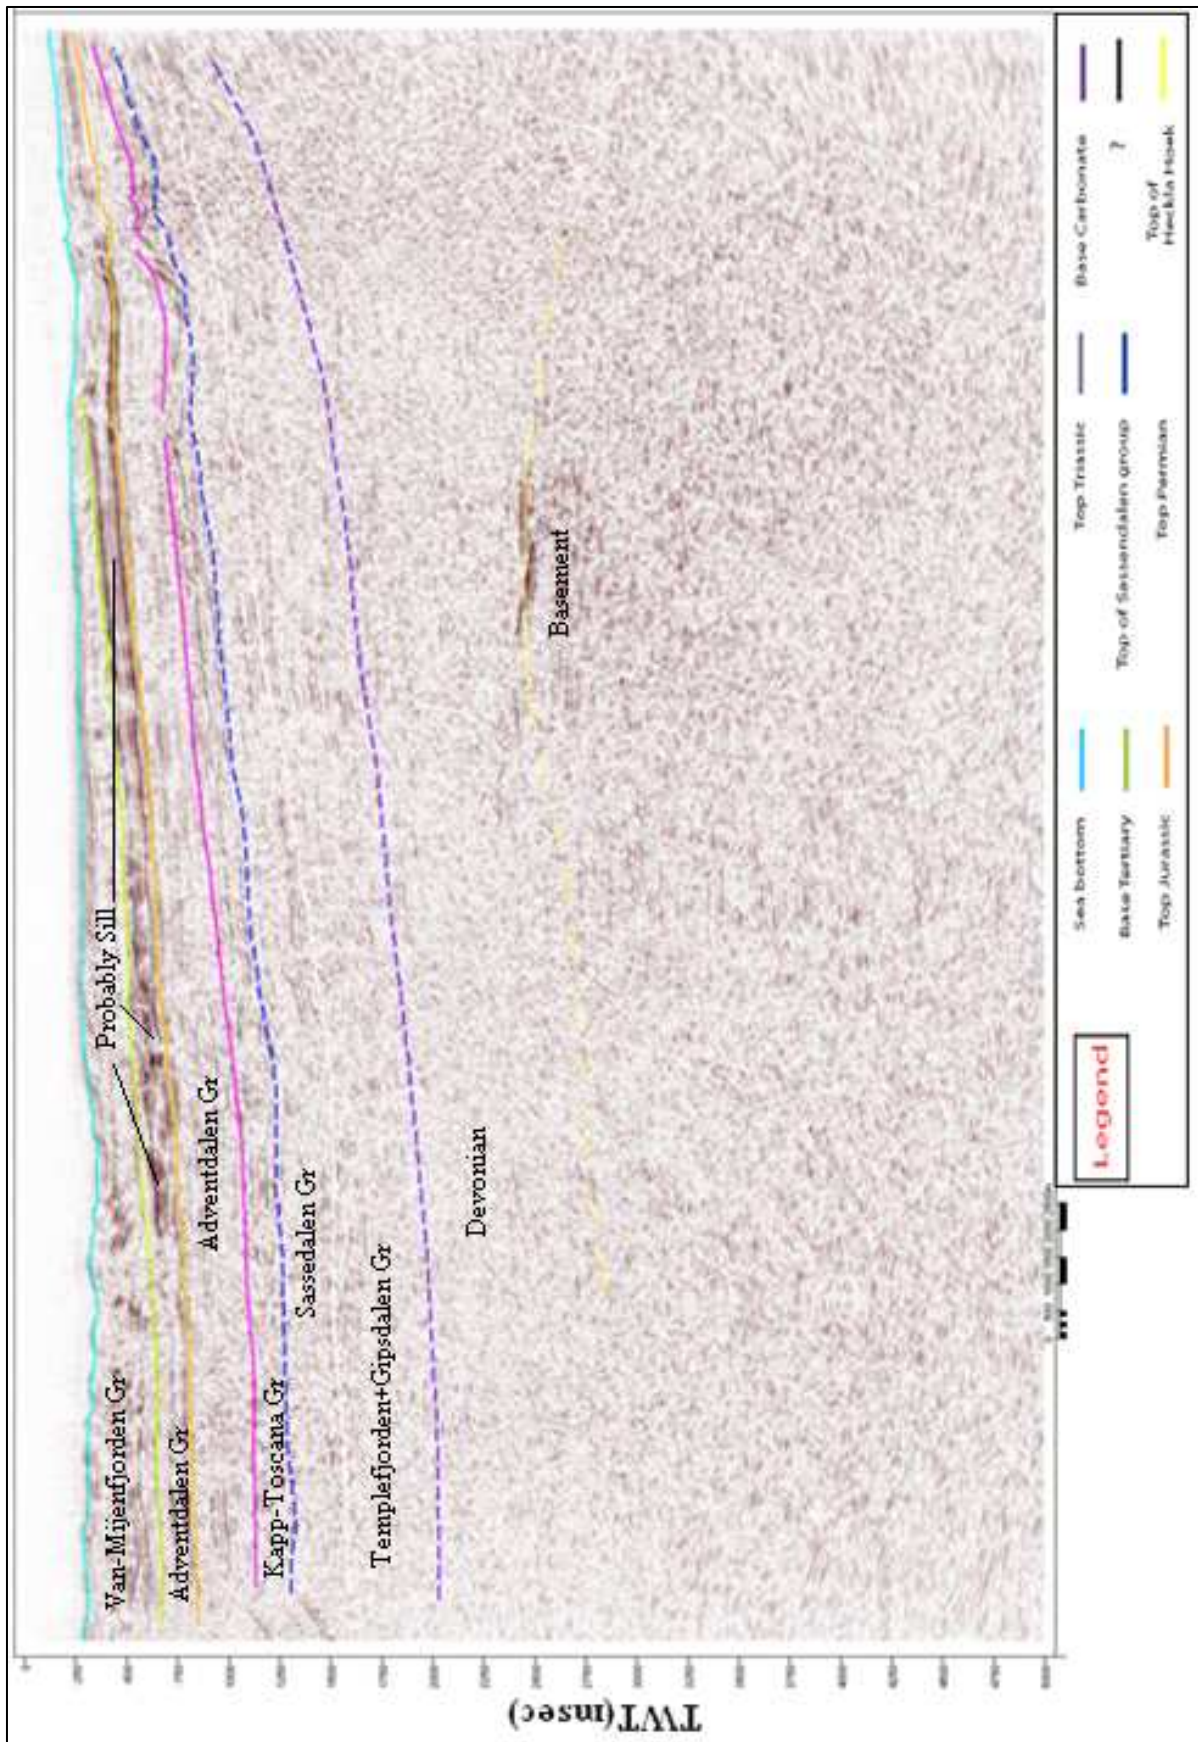 Probably Sill
Van-Mijenfjorden Gr
Adventdalen Gr
Adventdalen Gr
Kapp-Toscana Gr
Sassedalen Gr
Templefjorden+Gipsdalen Gr
Devonian
Basement
TWT(msec)
0
Legend
Sea bottom
Top Triassic
Base Carbonate
Base Tertiary
Top of Sassendalen group
?
Top Jurassic
Top Permian
Top of
Heckla Hoek